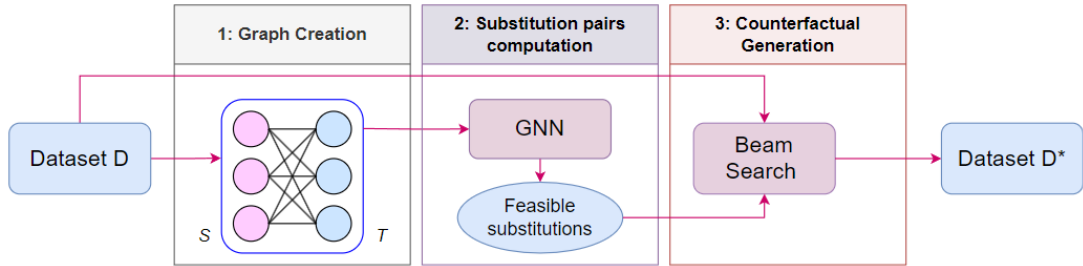 1: Graph Creation
2: Substitution pairs
computation
3: Counterfactual
Generation
Dataset D
S
T
GNN
Feasible
substitutions
Beam
Search
Dataset D*